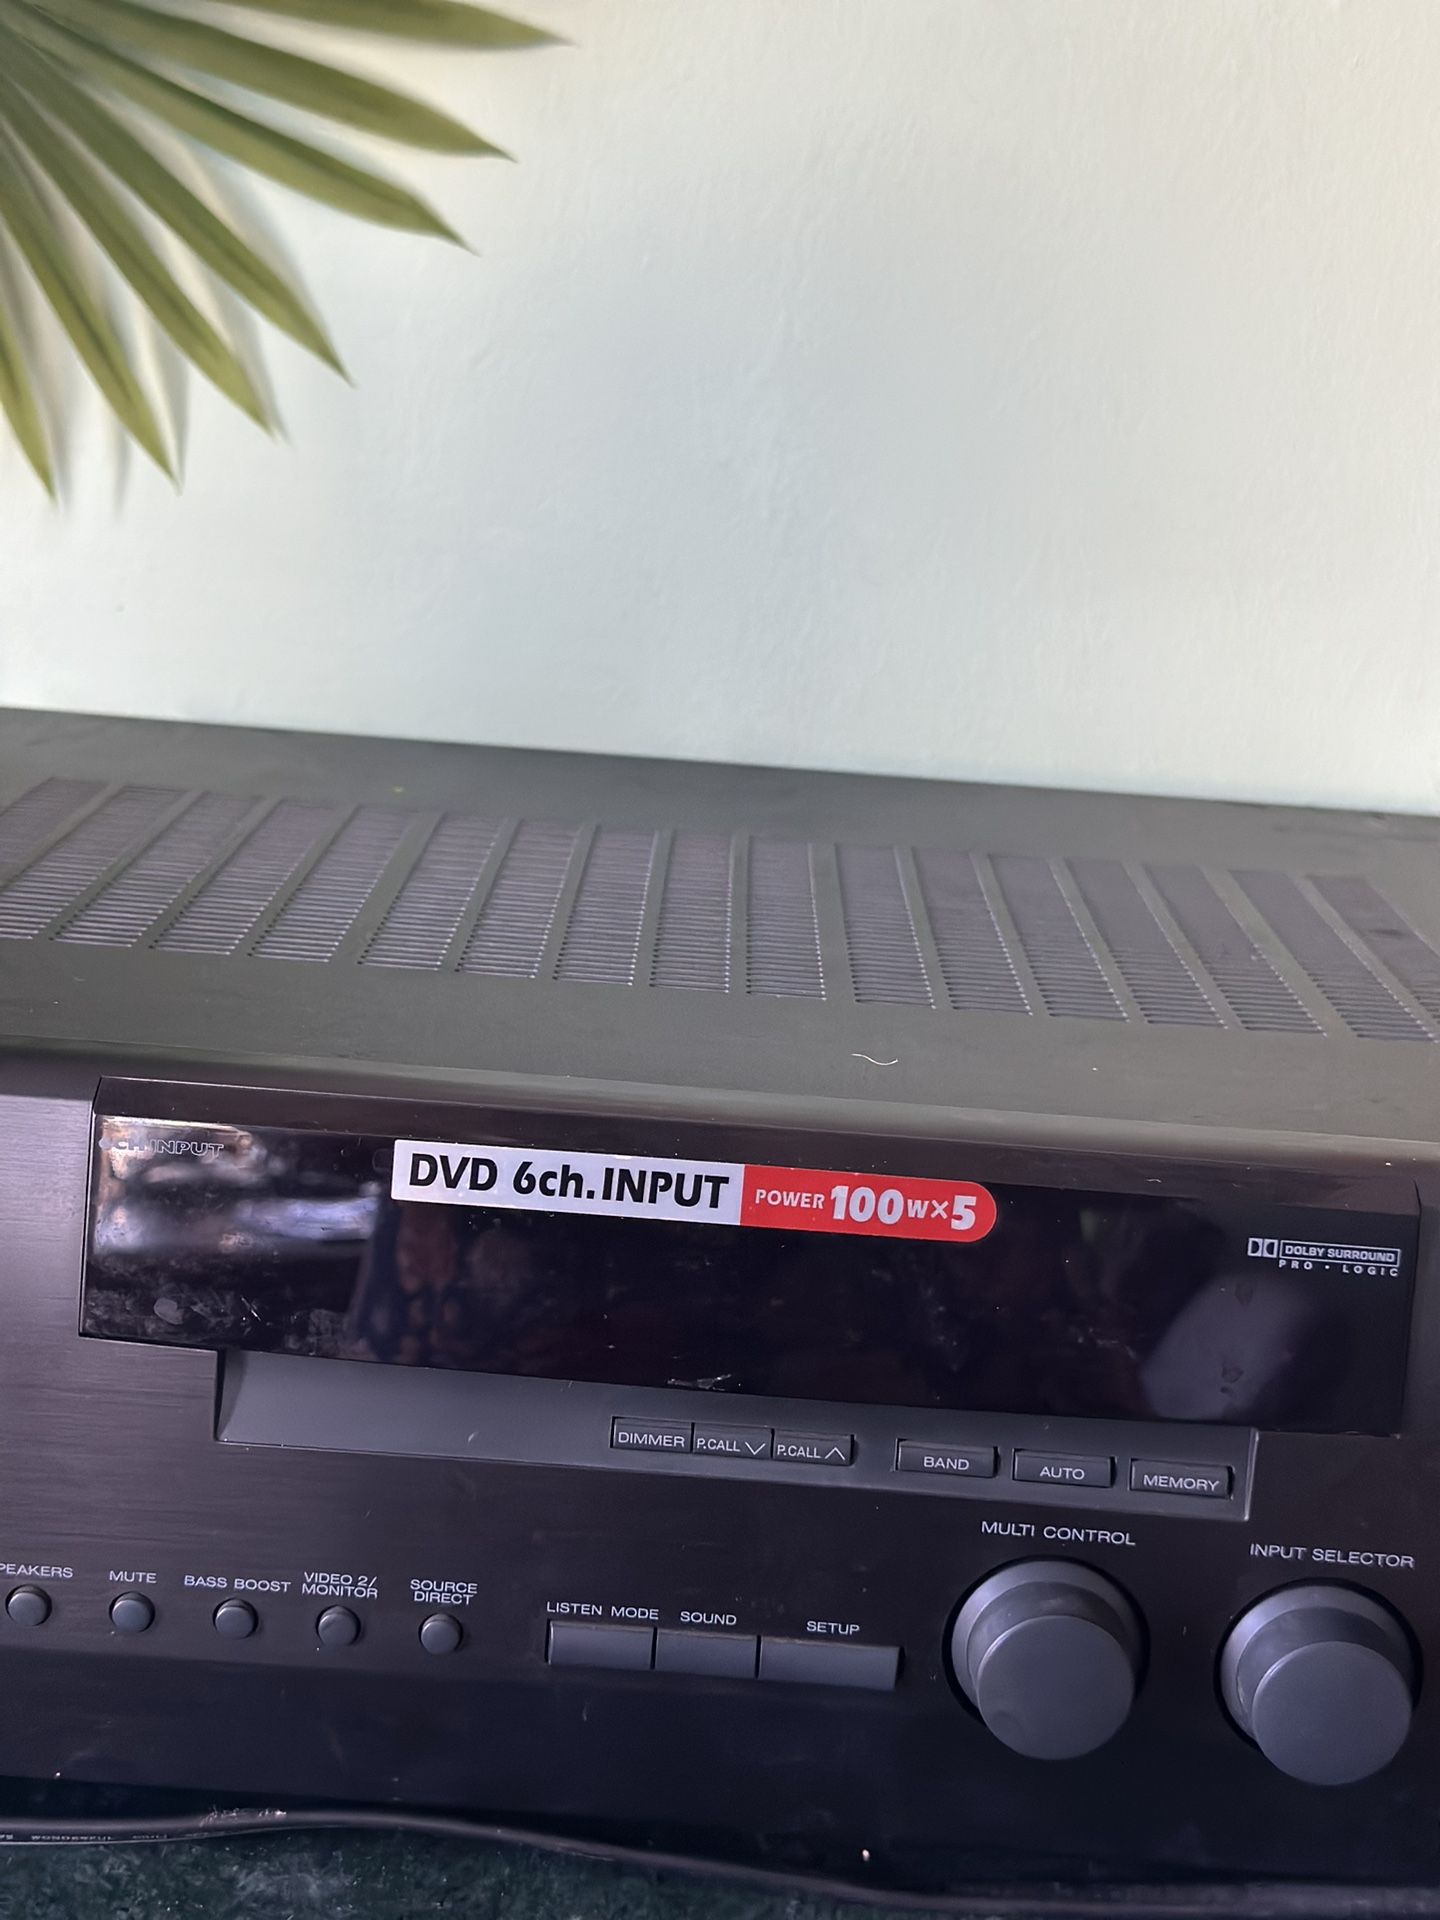 6CH INPUT
DVD 6ch. INPUT POWER 100W×5
DOLBY SURROUND
PRO • LOGIC
DIMMER P.CALL P.CALL BAND AUTO MEMORY
MULTI CONTROL
INPUT SELECTOR
PEAKERS
MUTE
BASS BOOST
VIDEO 2/
MONITOR
SOURCE
DIRECT
LISTEN MODE
SOUND
SETUP